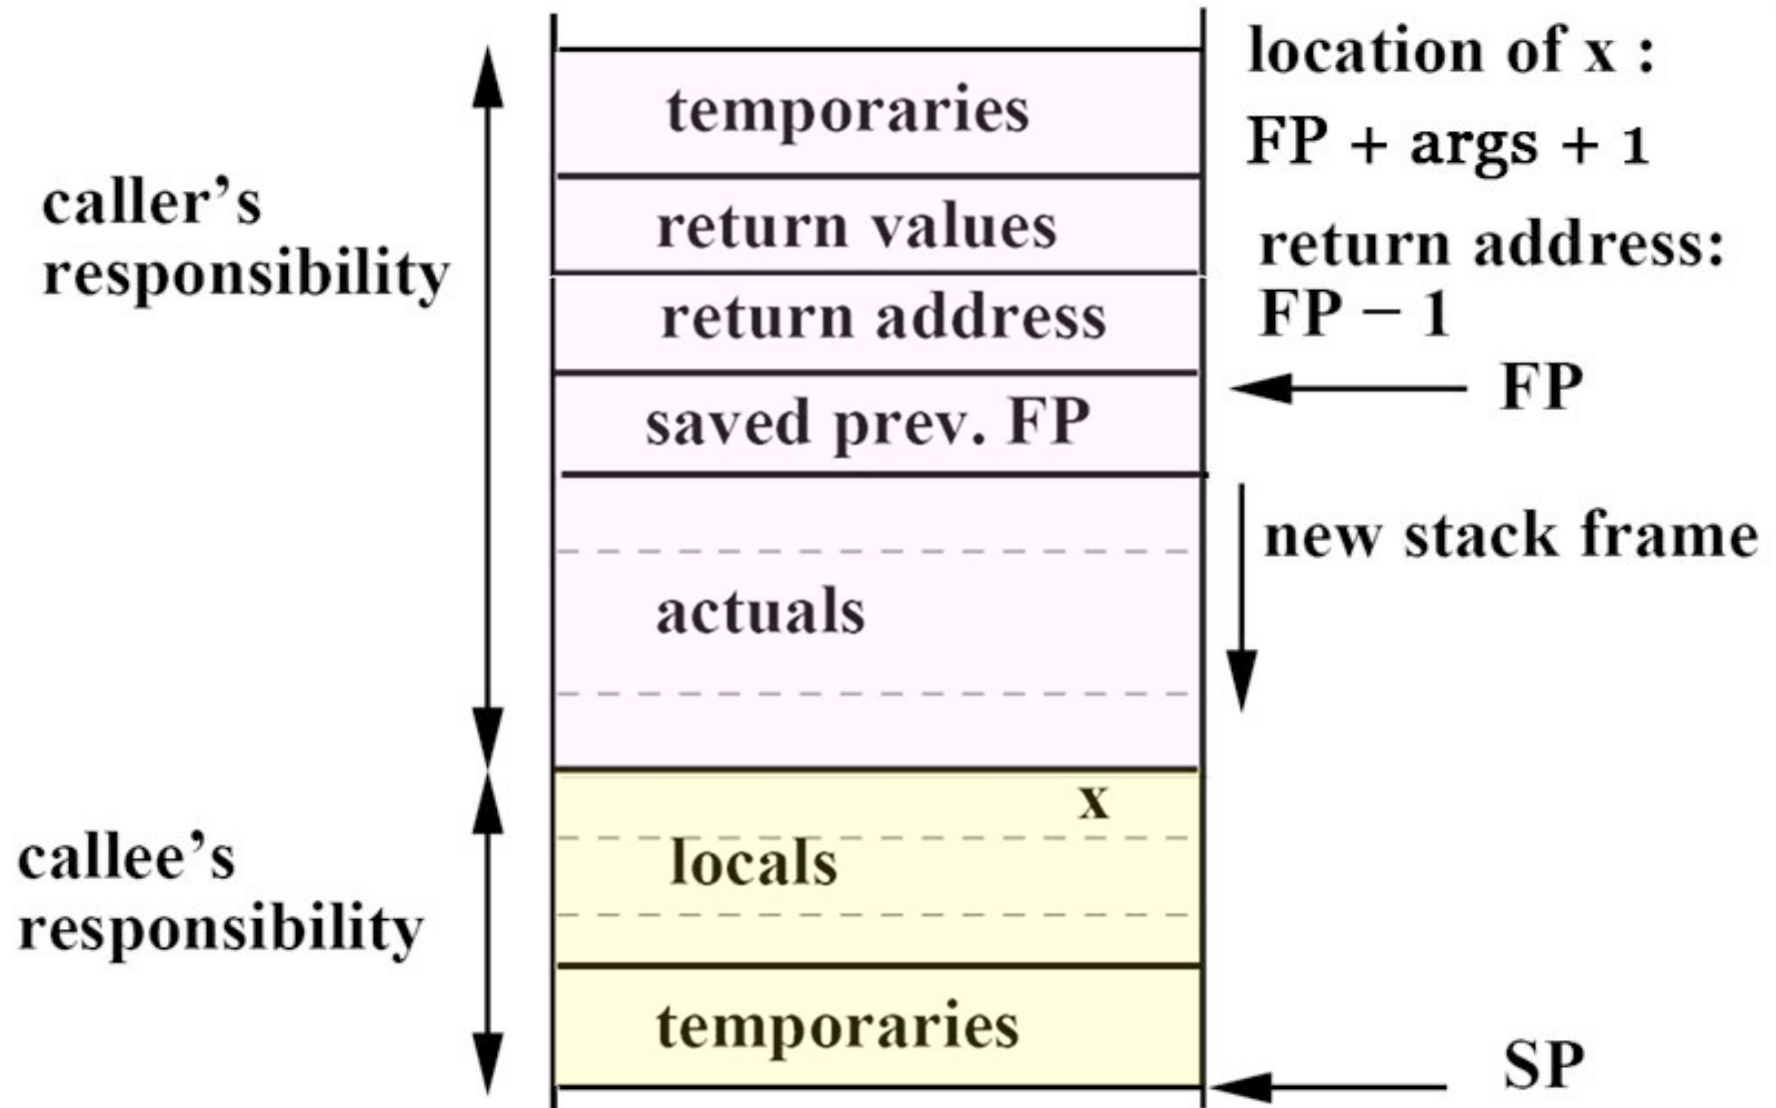 location of x :
FP + args + 1
temporaries
caller's
responsibility
return values
return address:
FP − 1
return address
FP
saved prev. FP
new stack frame
actuals
x
callee's
responsibility
locals
temporaries
SP